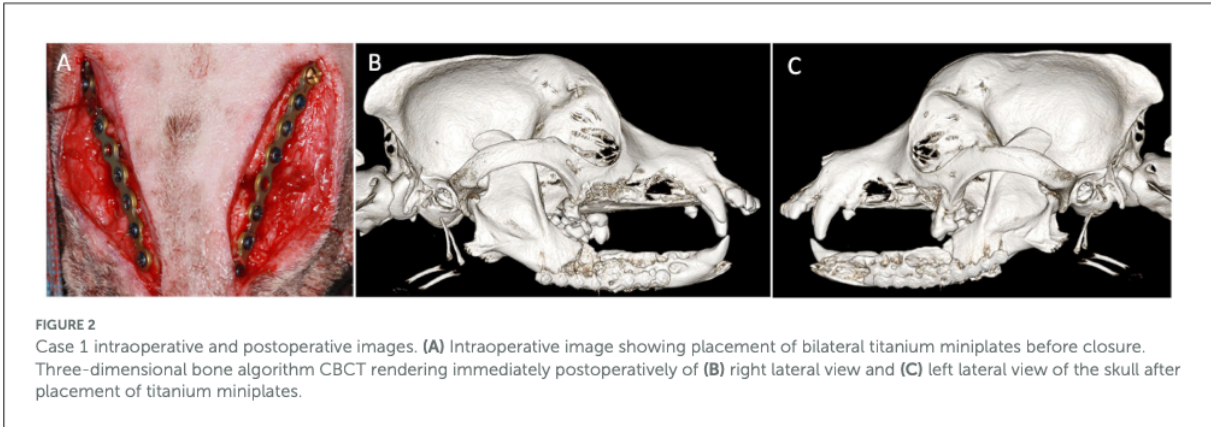 A
B
C
FIGURE 2
Case 1 intraoperative and postoperative images. (A) Intraoperative image showing placement of bilateral titanium miniplates before closure.
Three-dimensional bone algorithm CBCT rendering immediately postoperatively of (B) right lateral view and (C) left lateral view of the skull after
placement of titanium miniplates.